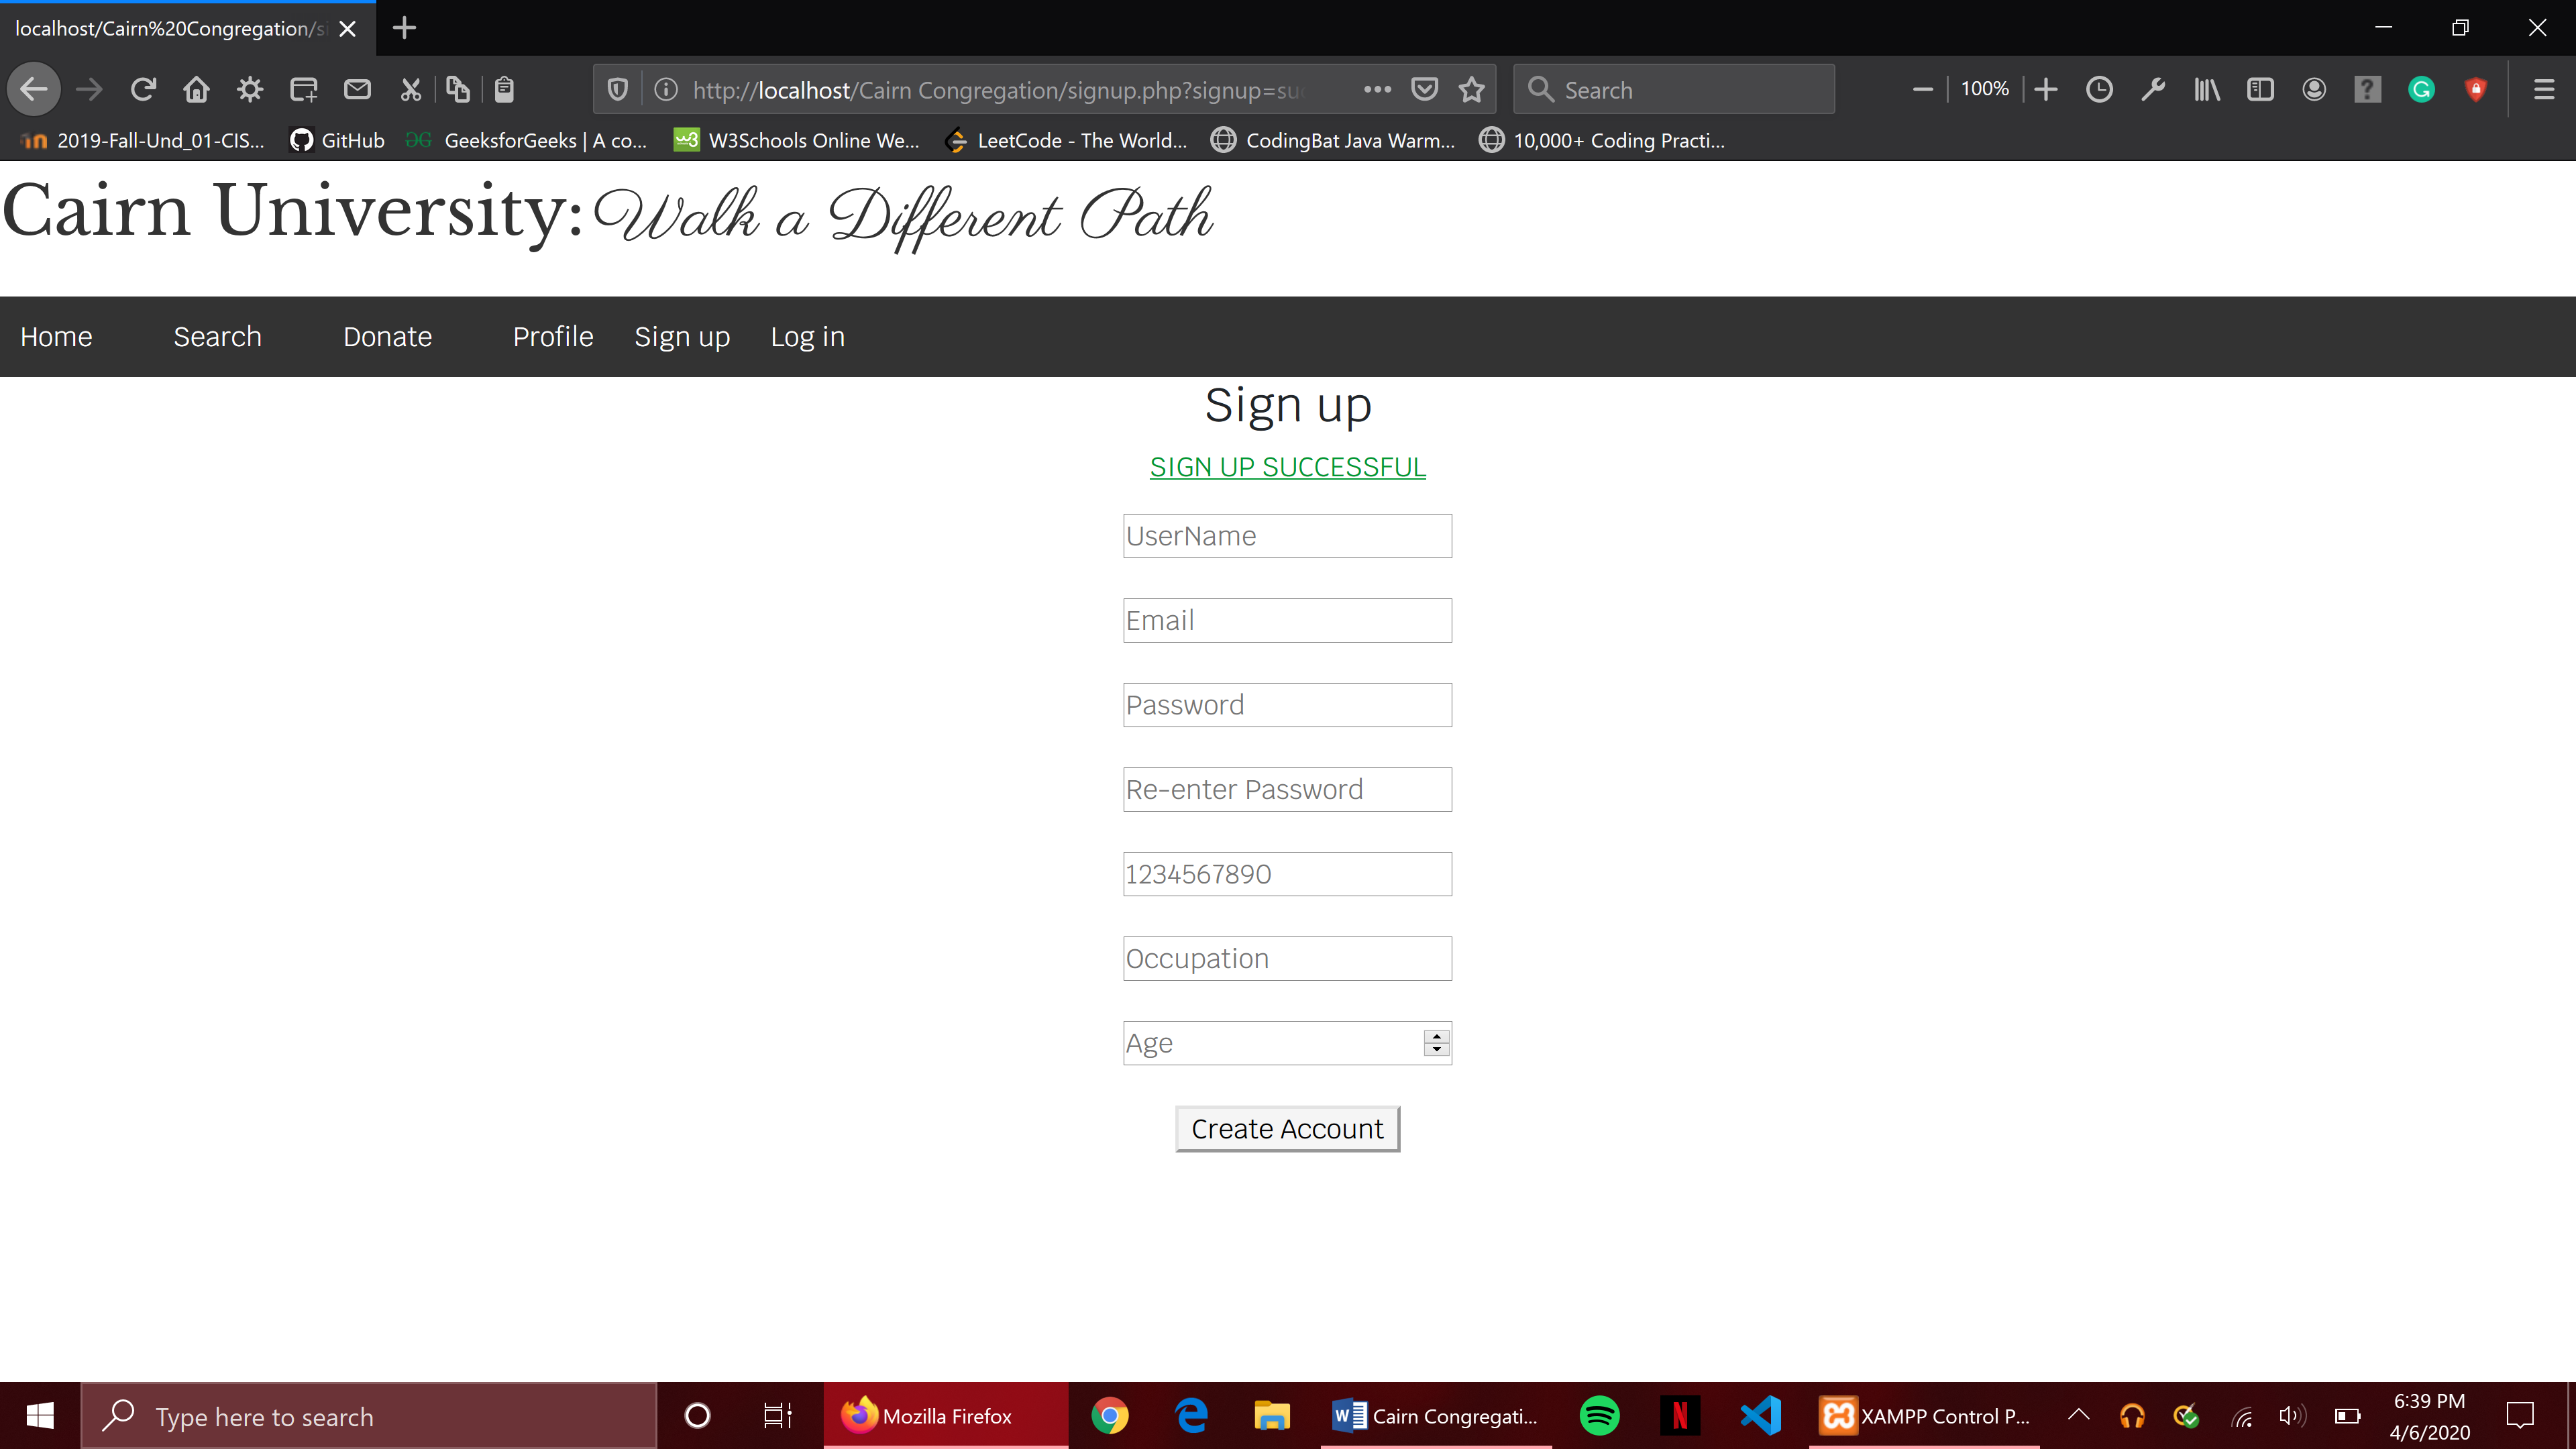 localhost/Cairn%20Congregation/si
http://localhost/Cairn Congregation/signup.php?signup=suc
Search
100%
2019-Fall-Und_01-CIS...
GitHub
GeeksforGeeks | A co...
W3Schools Online We...
LeetCode - The World...
CodingBat Java Warm...
10,000+ Coding Practi...
Cairn University: Walk a Different Path
Home Search Donate Profile Sign up Log in
Sign up
SIGN UP SUCCESSFUL
UserName
Email
Password
Re-enter Password
1234567890
Occupation
Age
Create Account
Type here to search
Mozilla Firefox
Cairn Congregati...
XAMPP Control P...
6:39 PM
4/6/2020